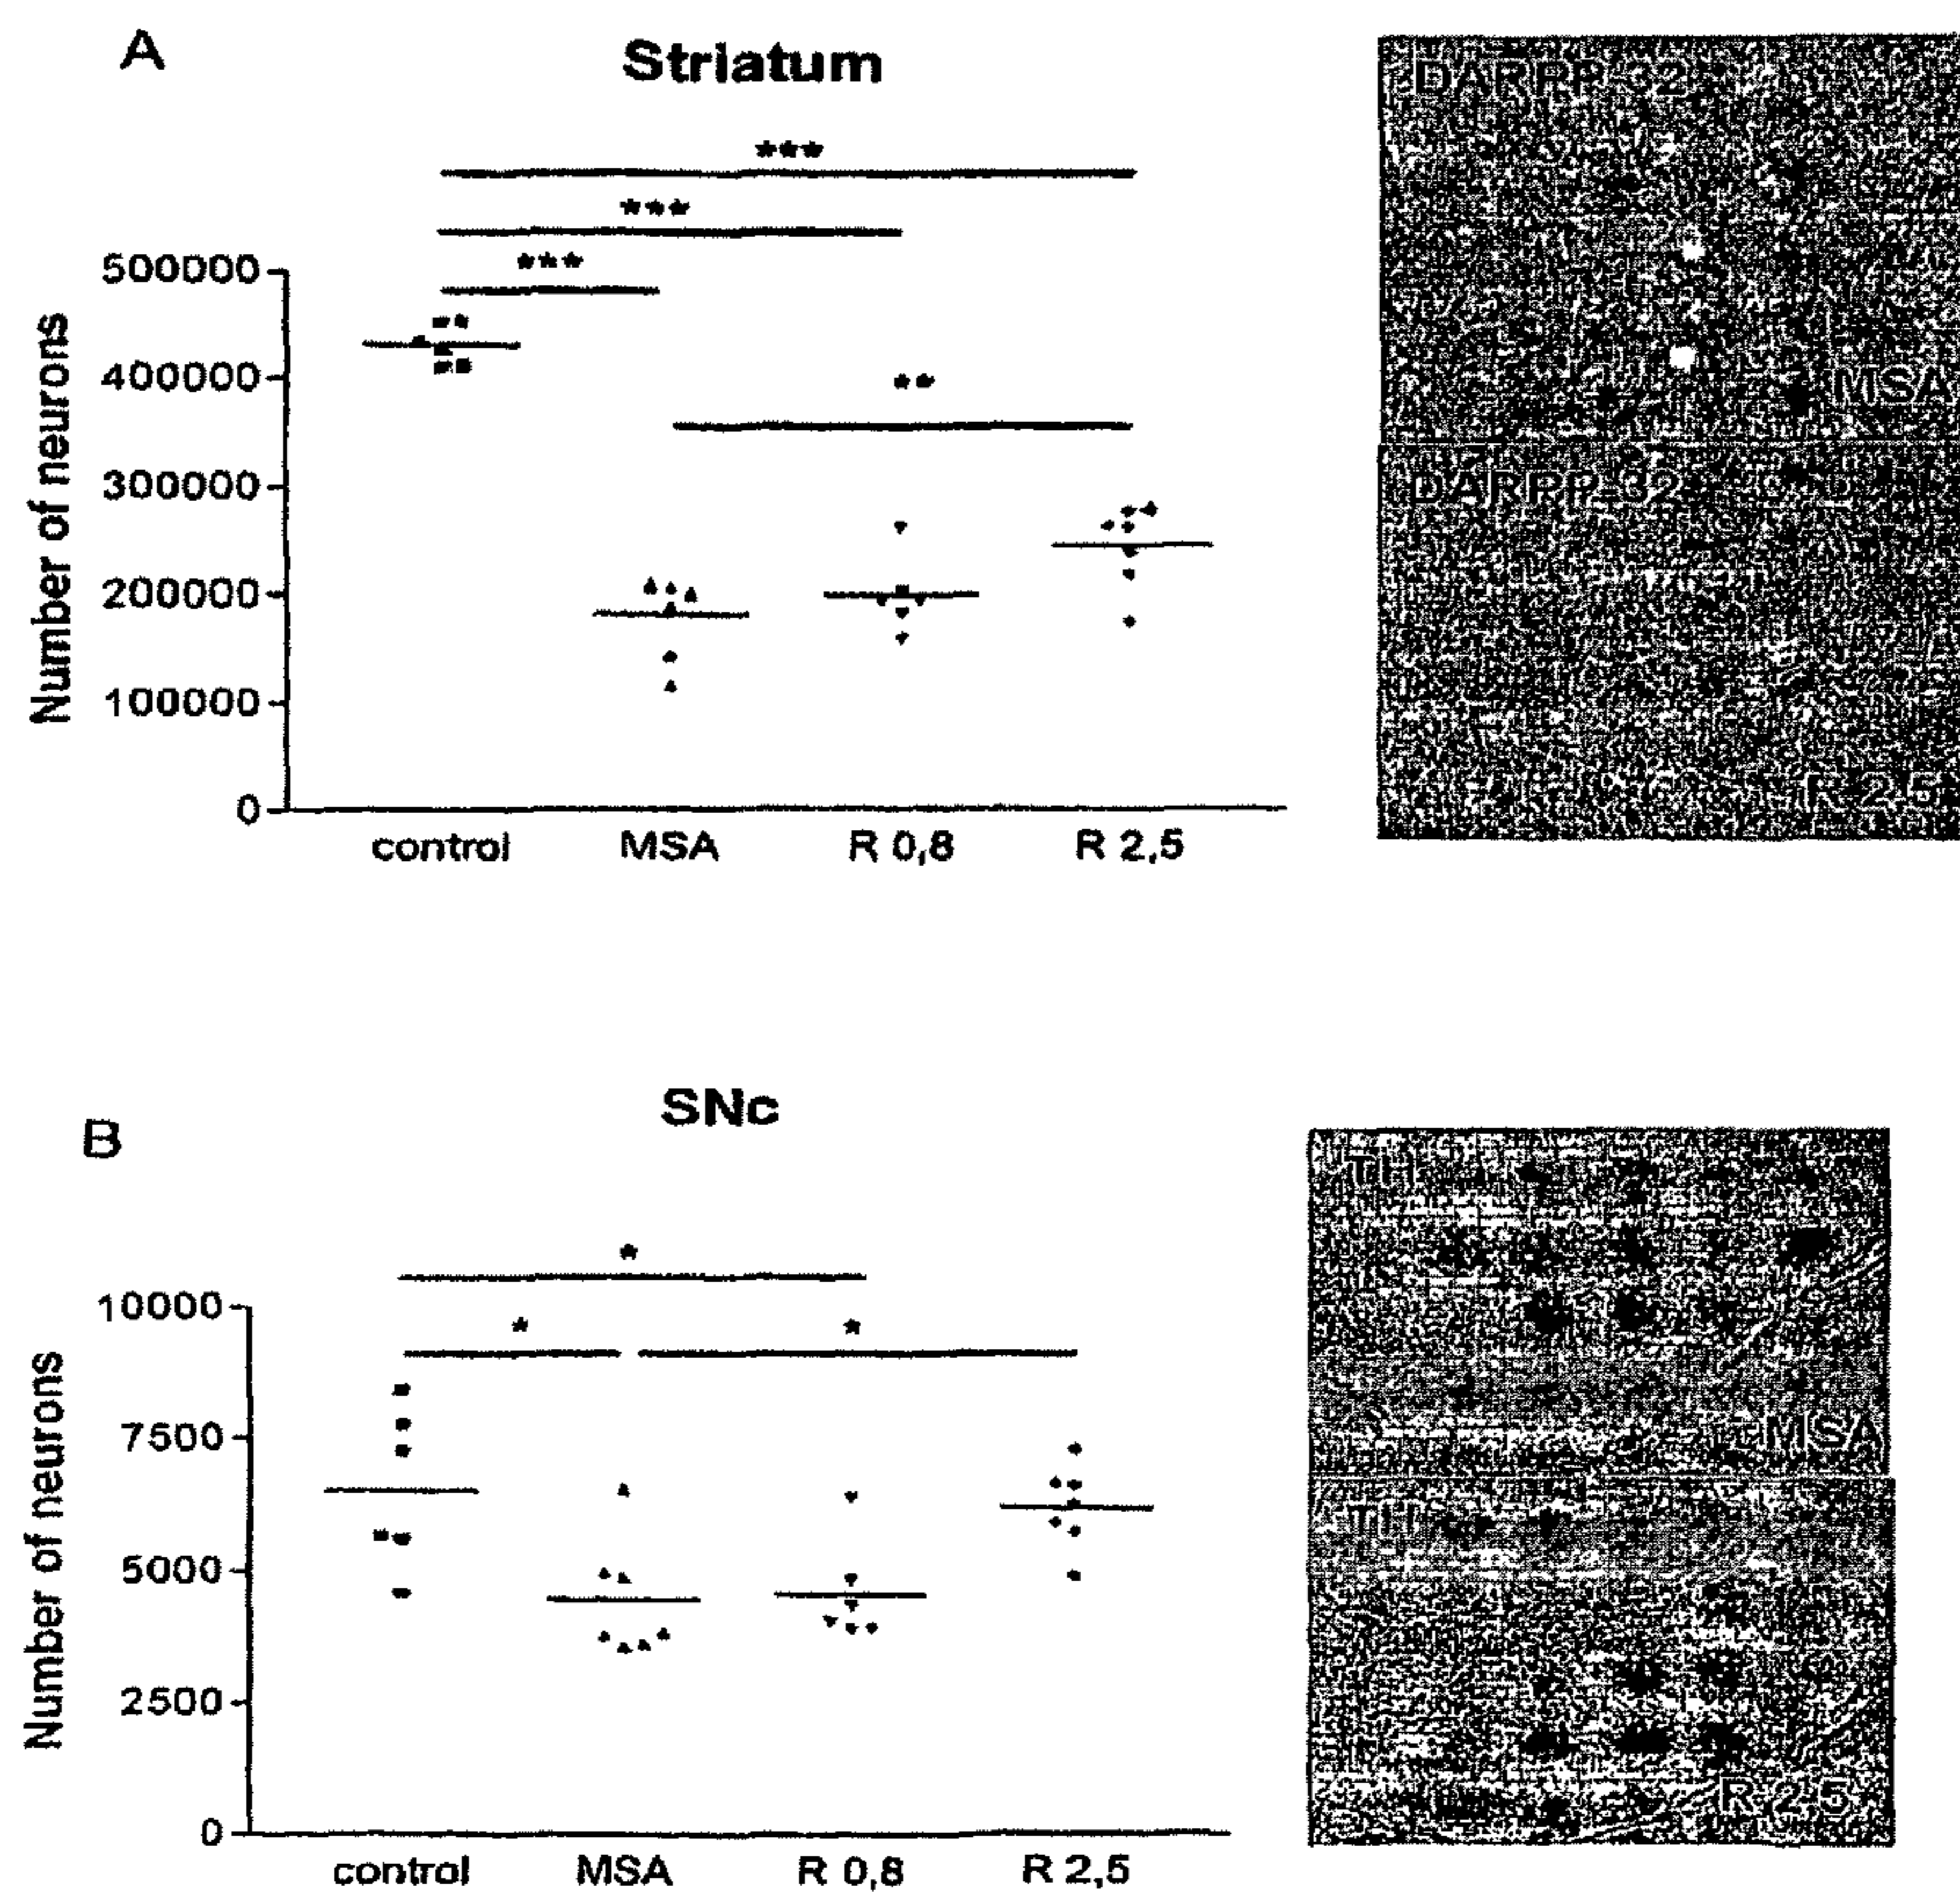 A
Striatum
***
***
***
**
Number of neurons
500000
400000
300000
200000
100000
0
control MSA R 0,8 R 2,5
DARPP-32
MSA
DARPP-32
R 2,5
B
SNc
*
* *
Number of neurons
10000
7500
5000
2500
0
control MSA R 0,8 R 2,5
TH
MSA
TH
R 2,5